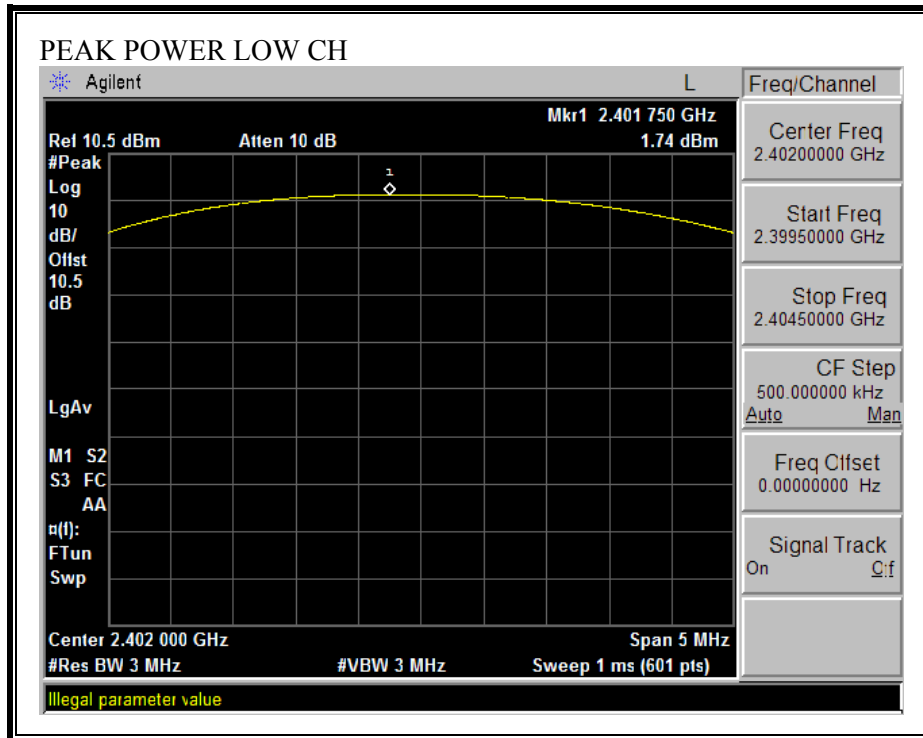 PEAK POWER LOW CH
Agilent L
Freq/Channel
Mkr1 2.401 750 GHz
Ref 10.5 dBm Atten 10 dB 1.74 dBm
#Peak
Log
10
dB/
Offst
10.5
dB
1
LgAv
M1 S2
S3 FC
AA
¤(f):
FTun
Swp
Center 2.402 000 GHz Span 5 MHz
#Res BW 3 MHz #VBW 3 MHz Sweep 1 ms (601 pts)
Illegal parameter value
Center Freq
2.40200000 GHz
Start Freq
2.39950000 GHz
Stop Freq
2.40450000 GHz
CF Step
500.000000 kHz
Auto Man
Freq Offset
0.00000000 Hz
Signal Track
On Off